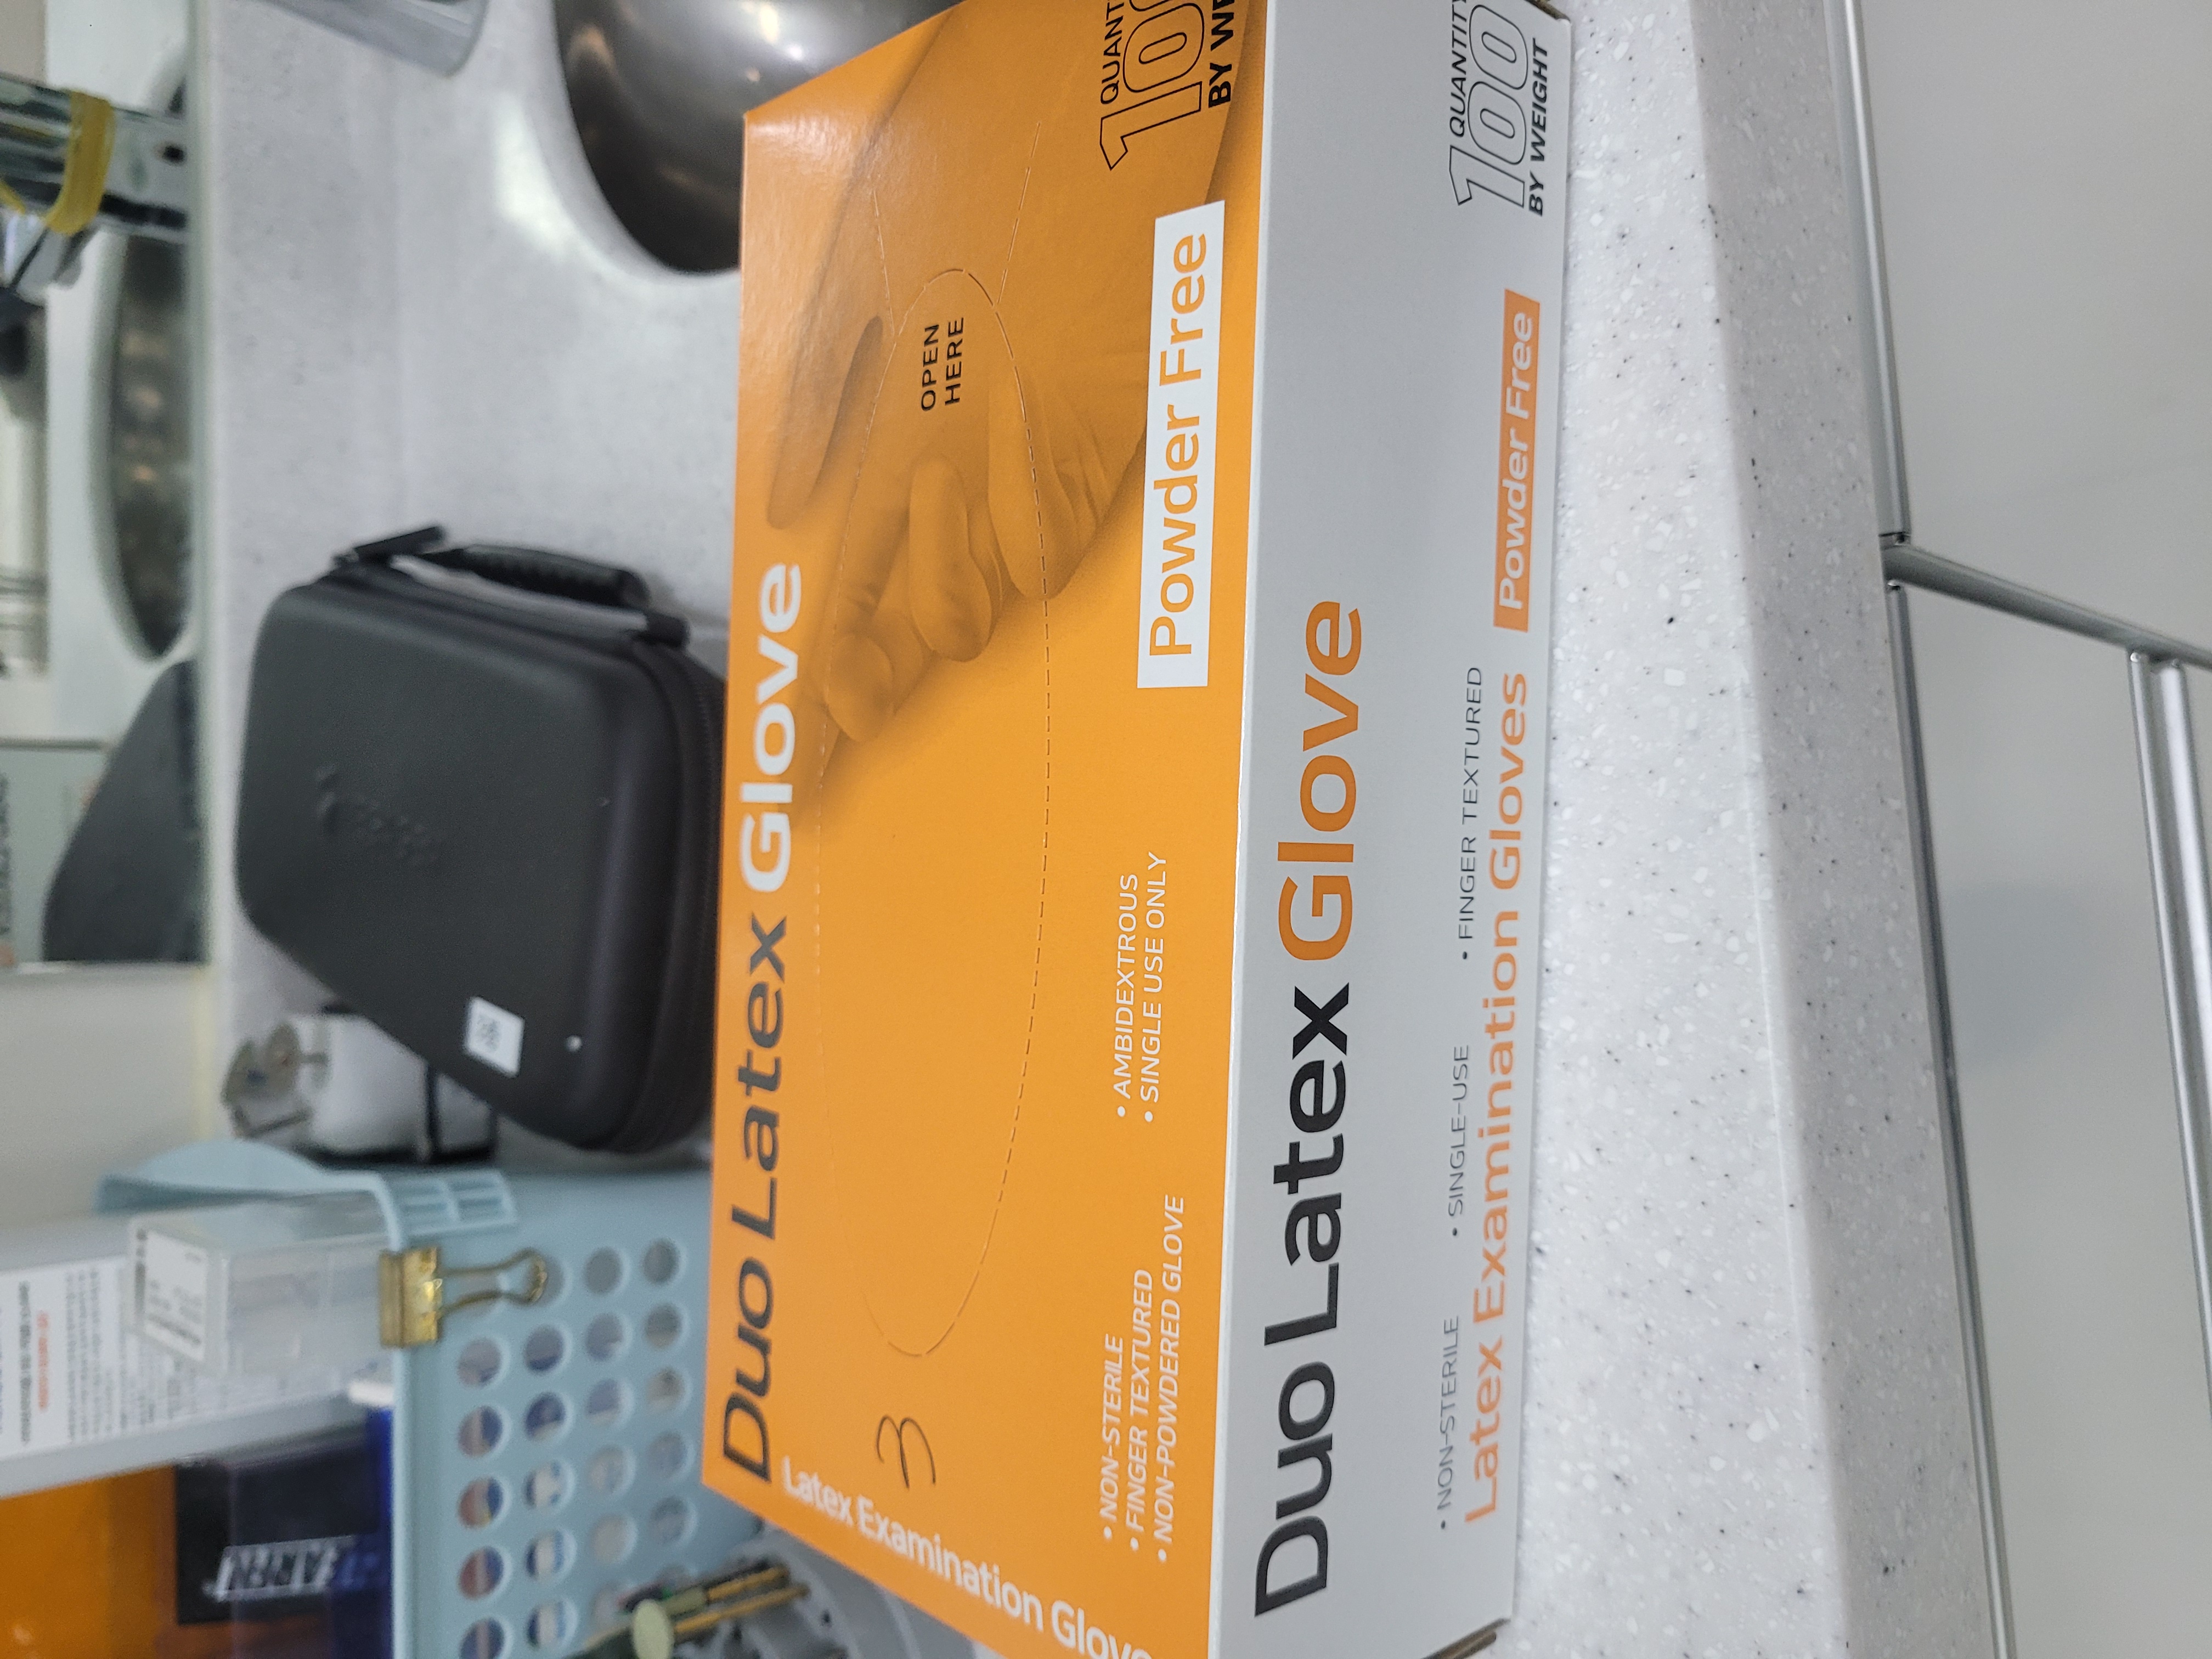 Duo Latex Glove
Latex Examination Glove
3
OPEN
HERE
• NON-STERILE
• FINGER TEXTURED
• NON-POWDERED GLOVE
• AMBIDEXTROUS
• SINGLE USE ONLY
Powder Free
BY
Duo Latex Glove
• NON-STERILE • SINGLE-USE • FINGER TEXTURED
Latex Examination Gloves Powder Free
QUANTITY
100
BY WEIGHT